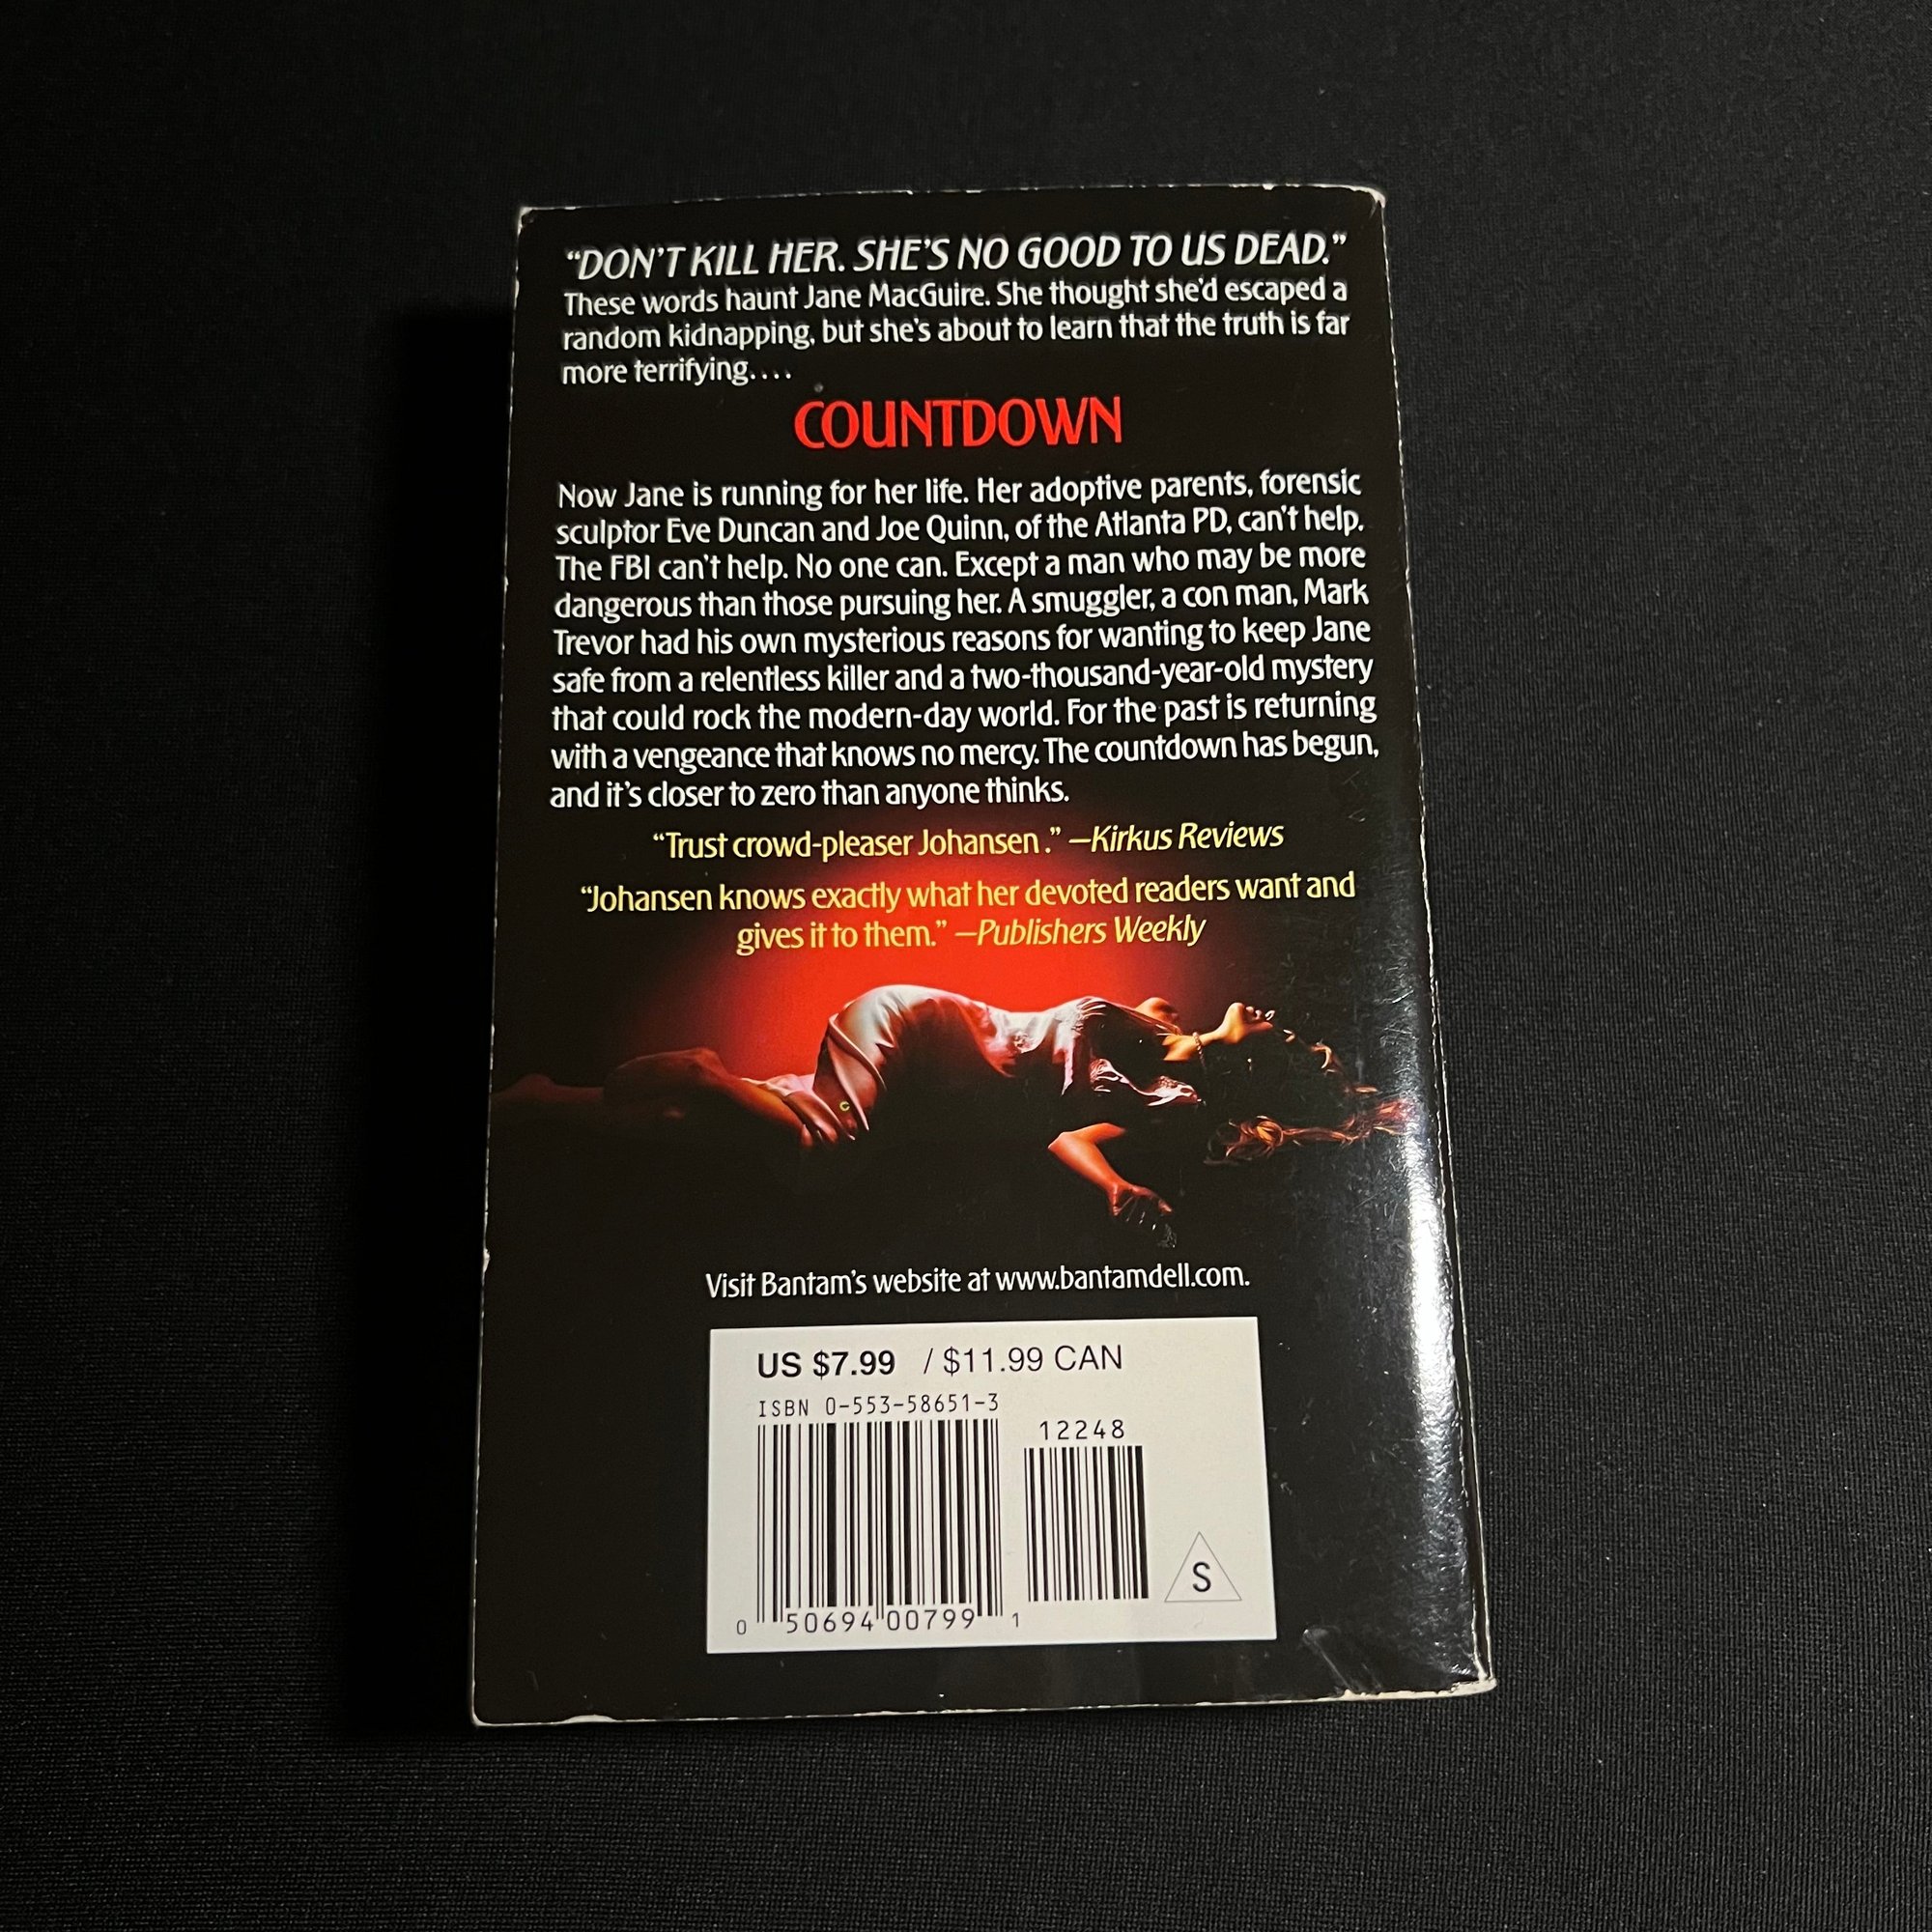 “DON’T KILL HER. SHE’S NO GOOD TO US DEAD.”
These words haunt Jane MacGuire. She thought she’d escaped a
random kidnapping, but she’s about to learn that the truth is far
more terrifying....
COUNTDOWN
Now Jane is running for her life. Her adoptive parents, forensic
sculptor Eve Duncan and Joe Quinn, of the Atlanta PD, can’t help.
The FBI can’t help. No one can. Except a man who may be more
dangerous than those pursuing her. A smuggler, a con man, Mark
Trevor had his own mysterious reasons for wanting to keep Jane
safe from a relentless killer and a two-thousand-year-old mystery
that could rock the modern-day world. For the past is returning
with a vengeance that knows no mercy. The countdown has begun,
and it’s closer to zero than anyone thinks.
“Trust crowd-pleaser Johansen.” —Kirkus Reviews
“Johansen knows exactly what her devoted readers want and
gives it to them.” —Publishers Weekly
Visit Bantam’s website at www.bantamdell.com.
US $7.99 / $11.99 CAN
ISBN 0-553-58651-3
12248
S
0 50694 00799 1